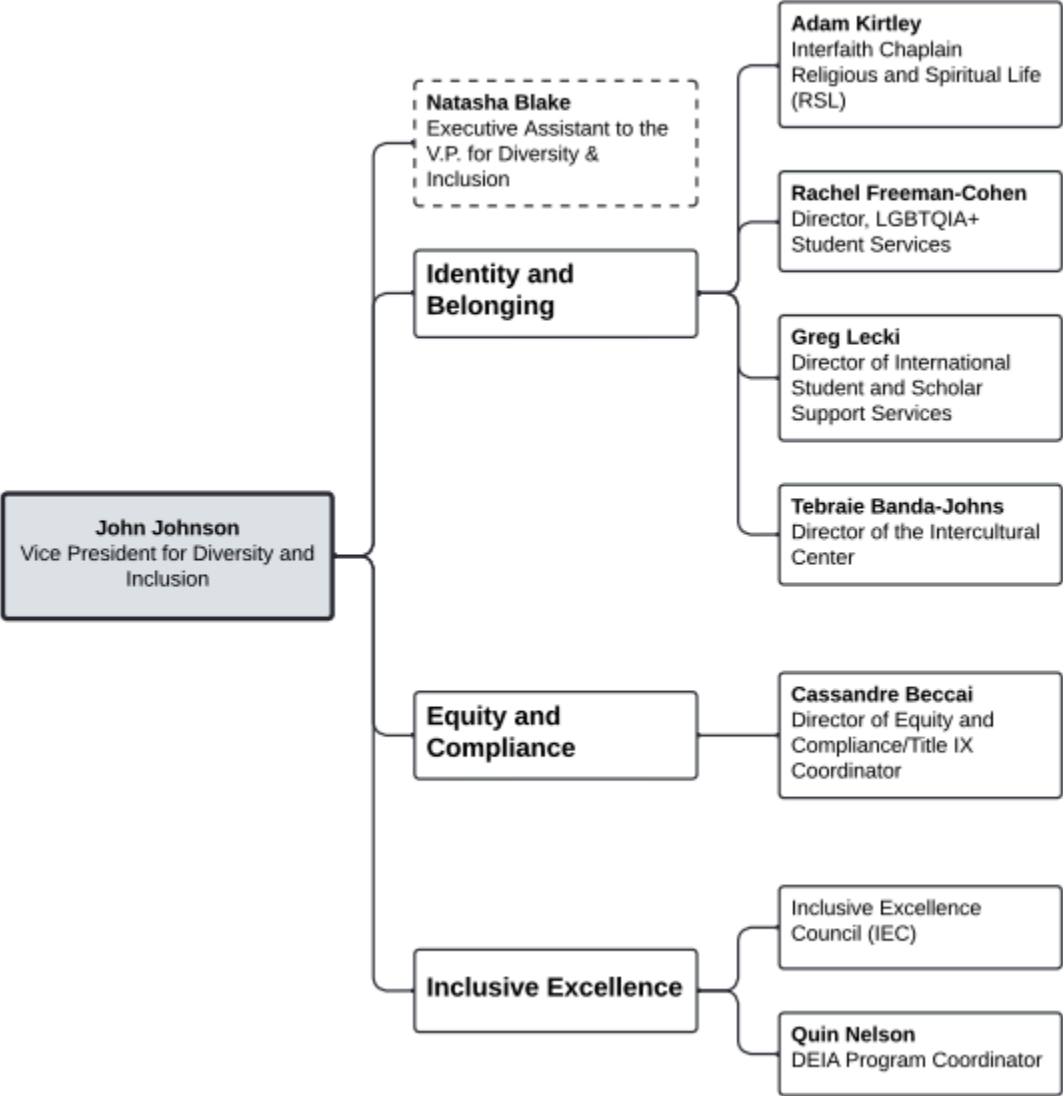 Adam Kirtley
Interfaith Chaplain
Religious and Spiritual Life
(RSL)
Natasha Blake
Executive Assistant to the
V.P. for Diversity &
Inclusion
Rachel Freeman-Cohen
Director, LGBTQIA+
Student Services
Identity and
Belonging
Greg Lecki
Director of International
Student and Scholar
Support Services
Tebraie Banda-Johns
Director of the Intercultural
Center
John Johnson
Vice President for Diversity and
Inclusion
Equity and
Compliance
Cassandre Beccai
Director of Equity and
Compliance/Title IX
Coordinator
Inclusive Excellence
Inclusive Excellence
Council (IEC)
Quin Nelson
DEIA Program Coordinator